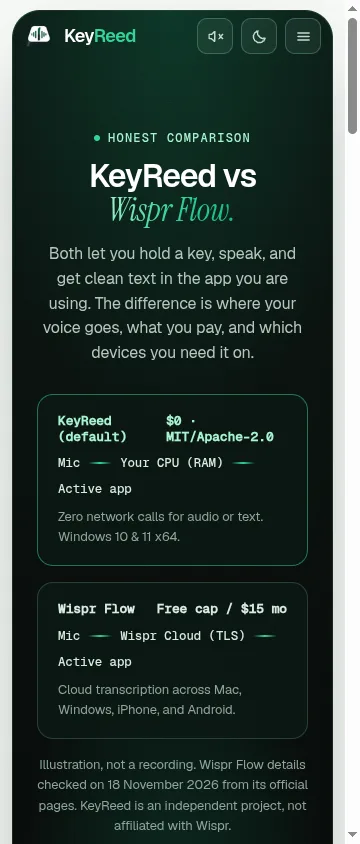 KeyReed
HONEST COMPARISON
KeyReed vs
Wispr Flow.
Both let you hold a key, speak, and
get clean text in the app you are
using. The difference is where your
voice goes, what you pay, and which
devices you need it on.
KeyReed (default) $0 · MIT/Apache-2.0
Mic Your CPU (RAM)
Active app
Zero network calls for audio or text.
Windows 10 & 11 x64.
Wispr Flow Free cap / $15 mo
Mic Wispr Cloud (TLS)
Active app
Cloud transcription across Mac,
Windows, iPhone, and Android.
Illustration, not a recording. Wispr Flow details
checked on 18 November 2026 from its official
pages. KeyReed is an independent project, not
affiliated with Wispr.